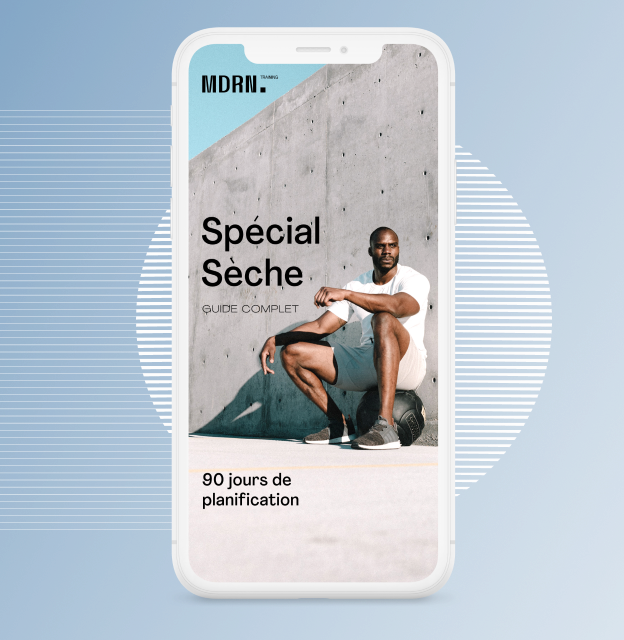 MDRN. TRAINING
Spécial
Sèche
GUIDE COMPLET
90 jours de
planification